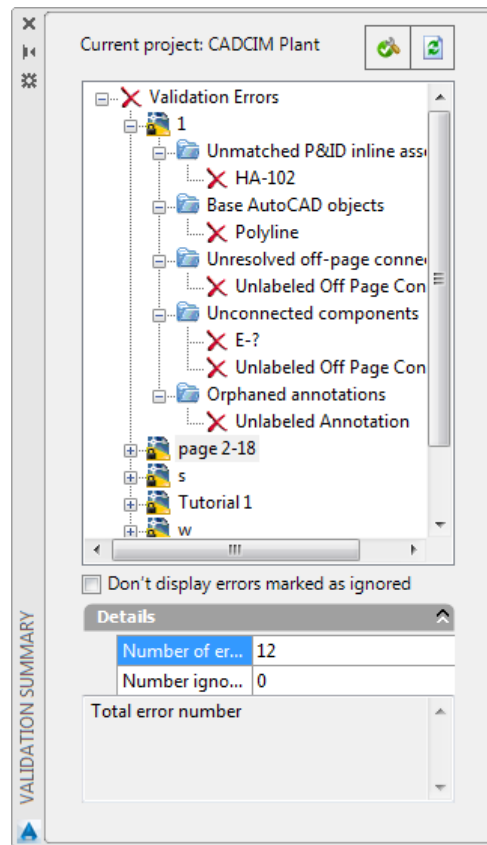 Current project: CADCIM Plant
Validation Errors
1
Unmatched P&ID inline asse
HA-102
Base AutoCAD objects
Polyline
Unresolved off-page connec
Unlabeled Off Page Con
Unconnected components
E-?
Unlabeled Off Page Con
Orphaned annotations
Unlabeled Annotation
page 2-18
s
Tutorial 1
w
Don't display errors marked as ignored
Details
Number of er... 12
Number igno... 0
Total error number
VALIDATION SUMMARY